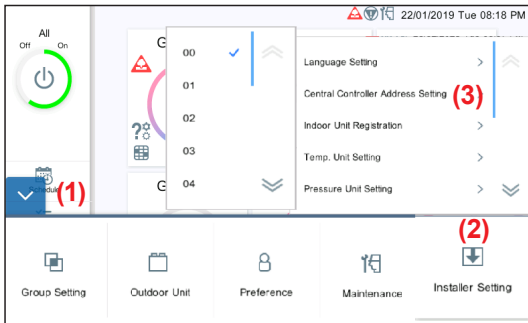 22/01/2019 Tue 08:18 PM
All
Off
On
G
00
01
02
03
04
Language Setting
Central Controller Address Setting
(3)
Indoor Unit Registration
Temp. Unit Setting
Pressure Unit Setting
Schedule
(1)
G
(2)
Group Setting
Outdoor Unit
Preference
Maintenance
Installer Setting